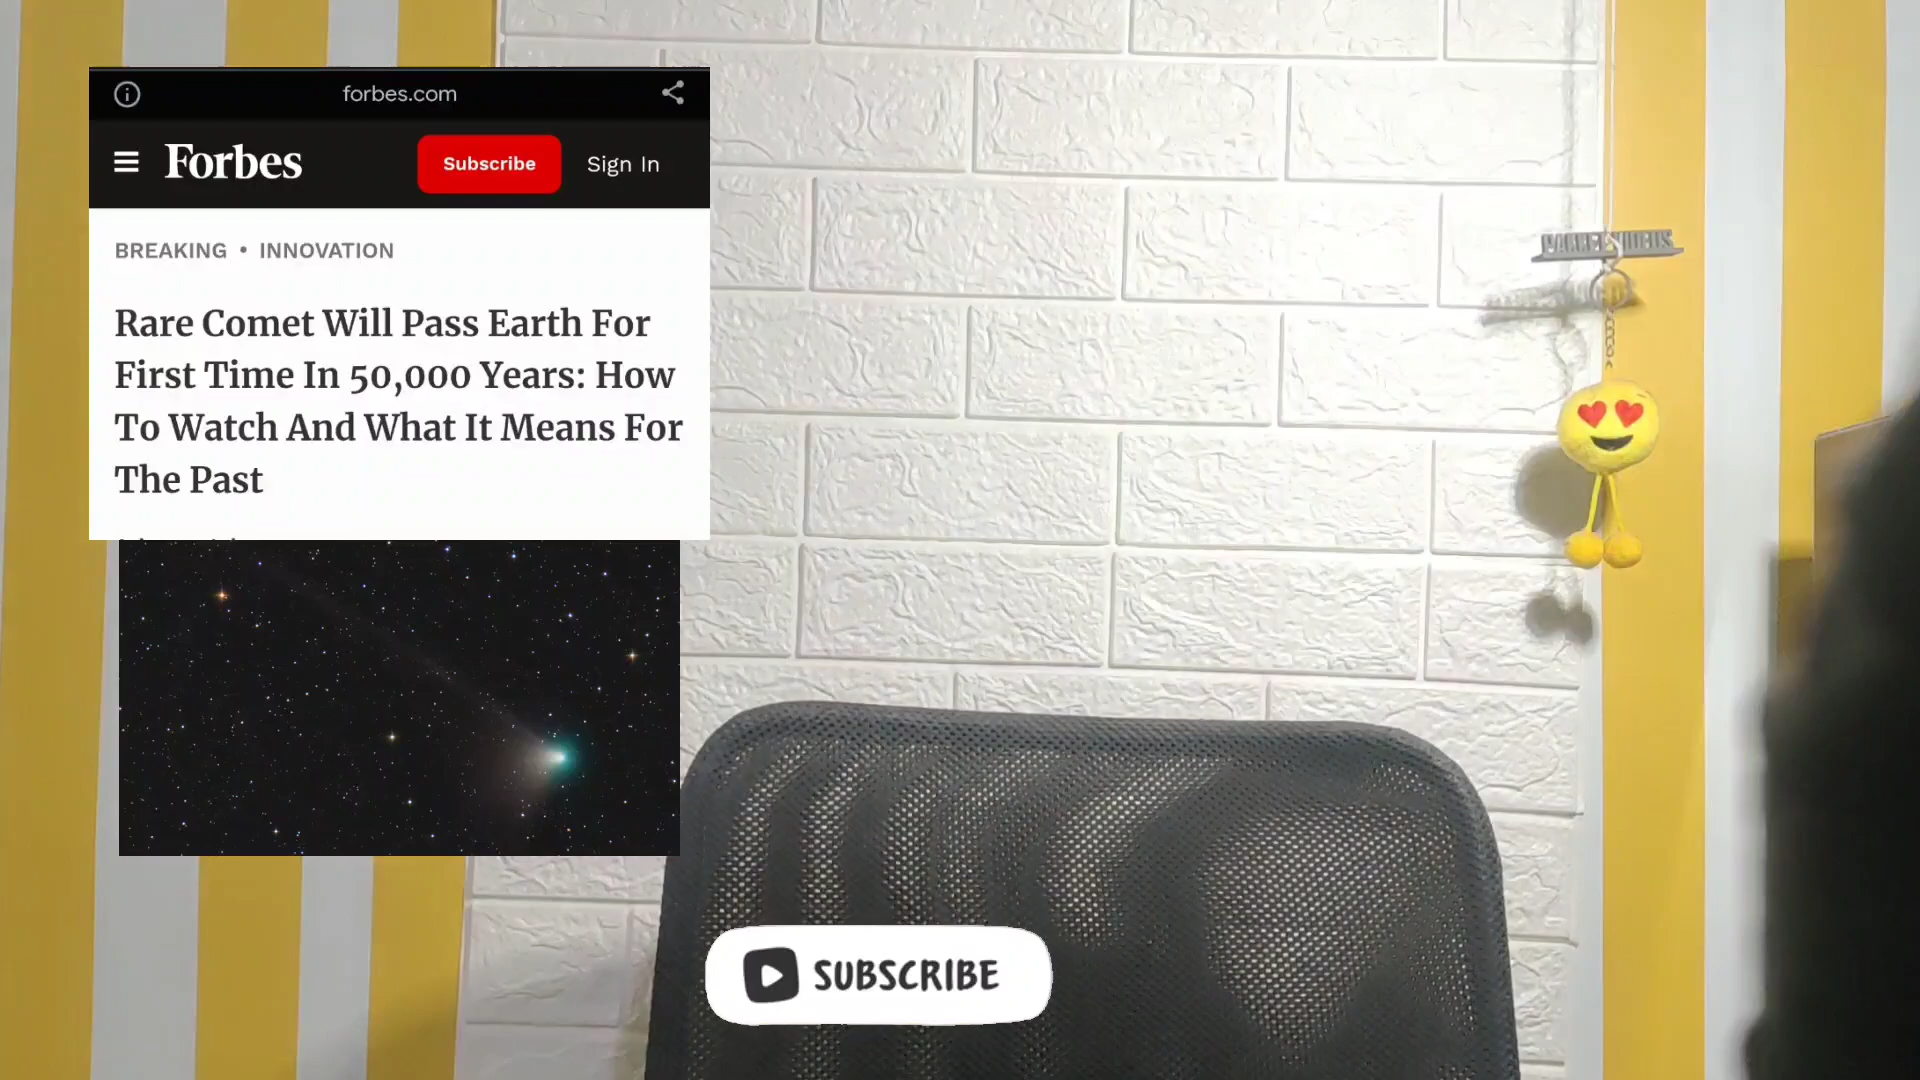 forbes.com
Forbes
Subscribe
Sign In
BREAKING • INNOVATION
Rare Comet Will Pass Earth For
First Time In 50,000 Years: How
To Watch And What It Means For
The Past
SUBSCRIBE